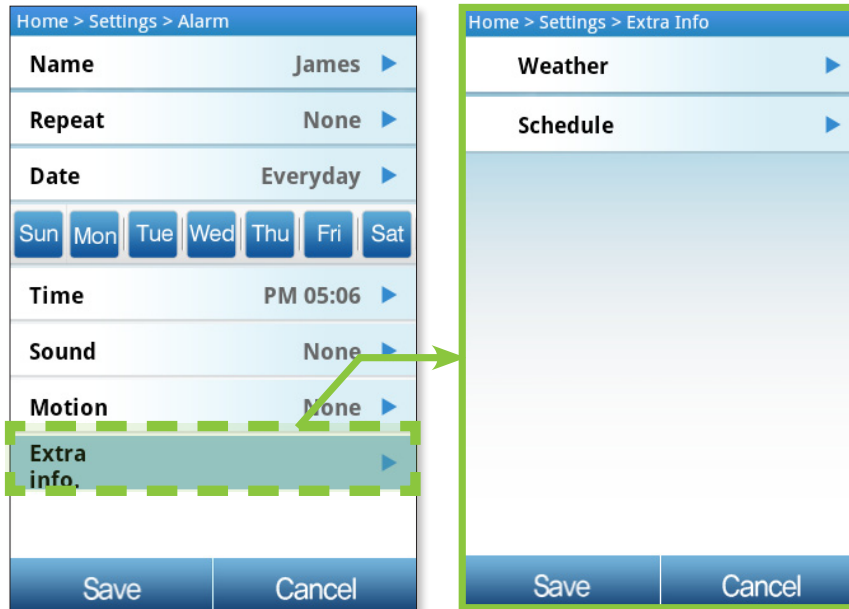 Home > Settings > Alarm
Name James
Repeat None
Date Everyday
Sun Mon Tue Wed Thu Fri Sat
Time PM 05:06
Sound None
Motion None
Extra
info.
Save Cancel
Home > Settings > Extra Info
Weather
Schedule
Save Cancel